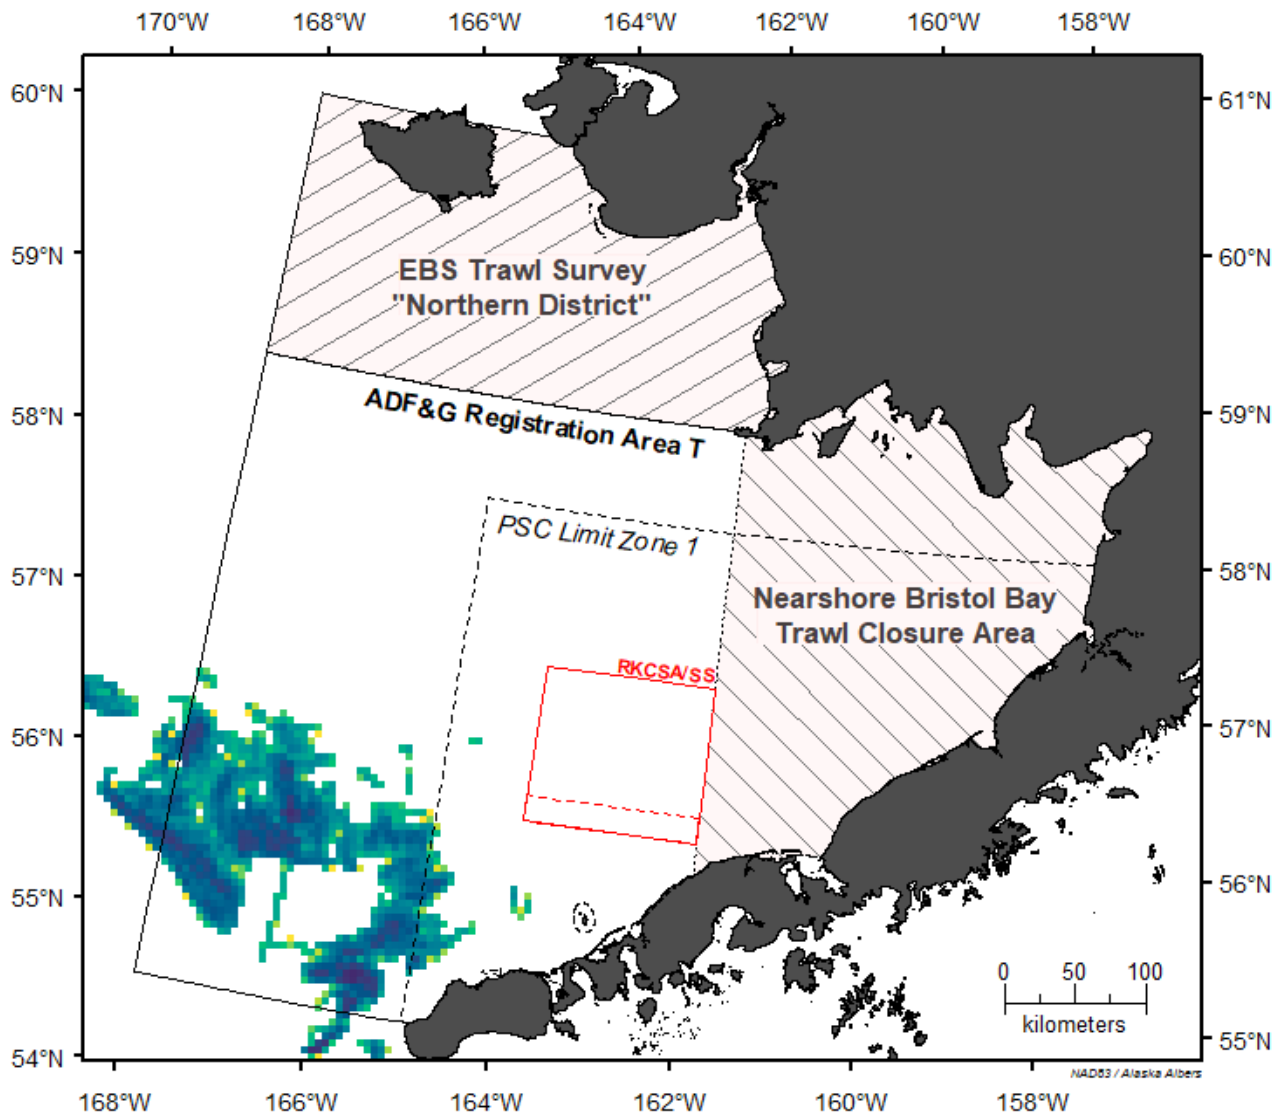 170°W 168°W 166°W 164°W 162°W 160°W 158°W
60°N 61°N
EBS Trawl Survey
"Northern District"
59°N 60°N
ADF&G Registration Area T
58°N 59°N
PSC Limit Zone 1
57°N 58°N
Nearshore Bristol Bay
Trawl Closure Area
RKCSA/SS
56°N 57°N
55°N 56°N
0 50 100
kilometers
54°N 55°N
NAD83 / Alaska Albers
168°W 166°W 164°W 162°W 160°W 158°W